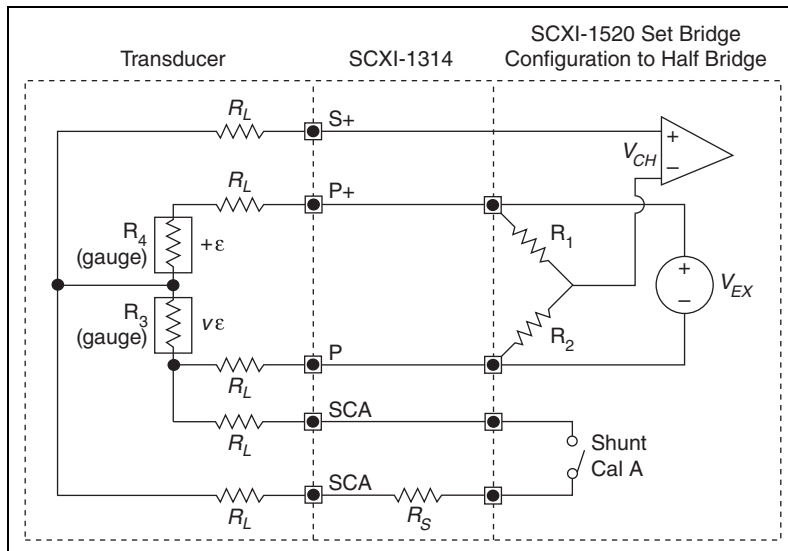 SCXI-1520 Set Bridge
Configuration to Half Bridge
Transducer
SCXI-1314
R_L
S+
+
V_CH
–
R_L
P+
R_4
(gauge)
+ε
R_1
+
V_EX
–
R_3
(gauge)
vε
R_2
R_L
P
R_L
SCA
Shunt
Cal A
R_L
SCA
R_S